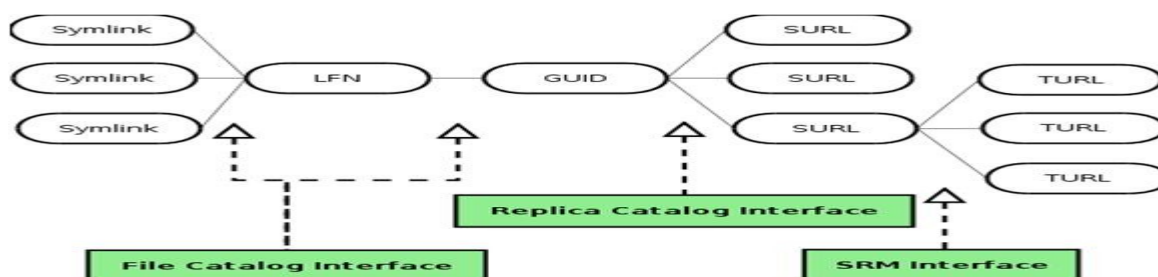 Symlink
SURL
Symlink
LFN
GUID
SURL
TURL
Symlink
SURL
TURL
TURL
Replica Catalog Interface
File Catalog Interface
SRM Interface